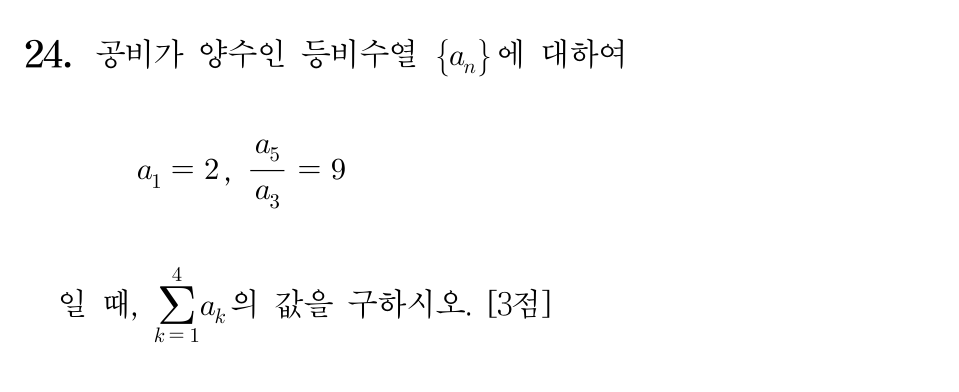 24. 공비가 양수인 등비수열 {aₙ}에 대하여
a₁ = 2, a₅/a₃ = 9
일 때, ∑_{k=1}^{4} aₖ의 값을 구하시오. [3점]